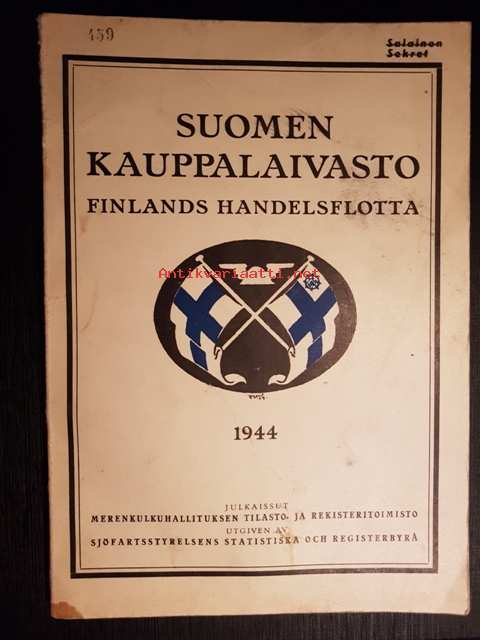 439
Salainen
Sekret
SUOMEN
KAUPPALAIVASTO
FINLANDS HANDELSFLOTTA
Antikvariaatti.net
1944
JULKAISSUT
MERENKULKUHALLITUKSEN TILASTO- JA REKISTERITOIMISTO
UTGIVEN AV
SJÖFARTSSTYRELSENS STATISTISKA OCH REGISTERBYRÅ